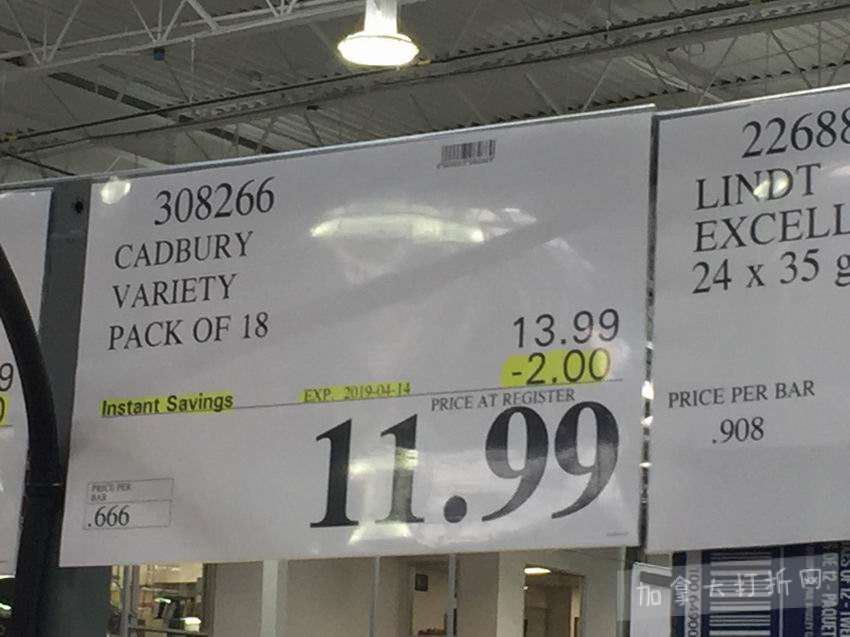 308266
CADBURY
VARIETY
PACK OF 18
13.99
-2.00
Instant Savings
EXP. 2019-04-14
PRICE AT REGISTER
11.99
PRICE PER
BAR
.666
22688
LINDT
EXCELL
24 x 35 g
PRICE PER BAR
.908
9
0
加拿大打折网